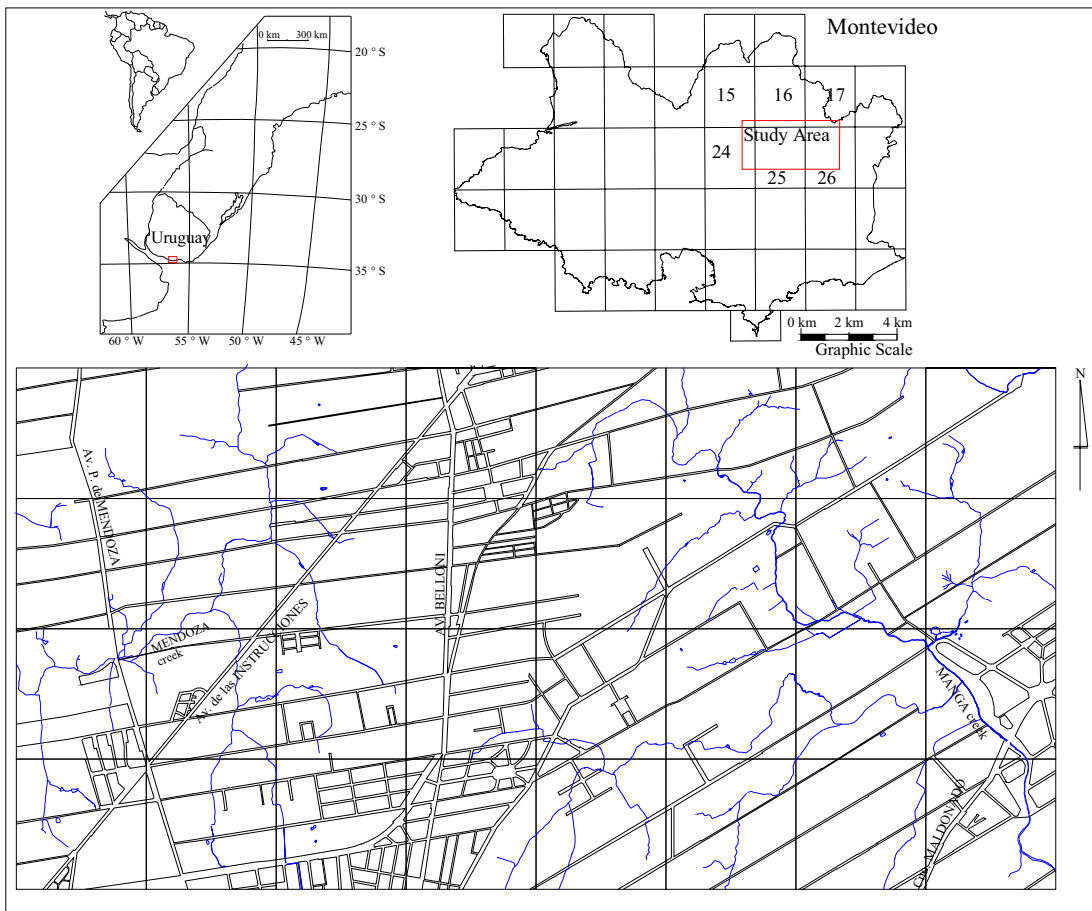 0 km 300 km
20 ° S
25 ° S
30 ° S
35 ° S
Uruguay
60 ° W
55 ° W
50 ° W
45 ° W
Montevideo
15
16
17
Study Area
24
25
26
0 km 2 km 4 km
Graphic Scale
N
Av. P. de MENDOZA
MENDOZA
creek
Av. de las INSTRUCCIONES
AV. BELLONI
MANGA creek
MALDONADO